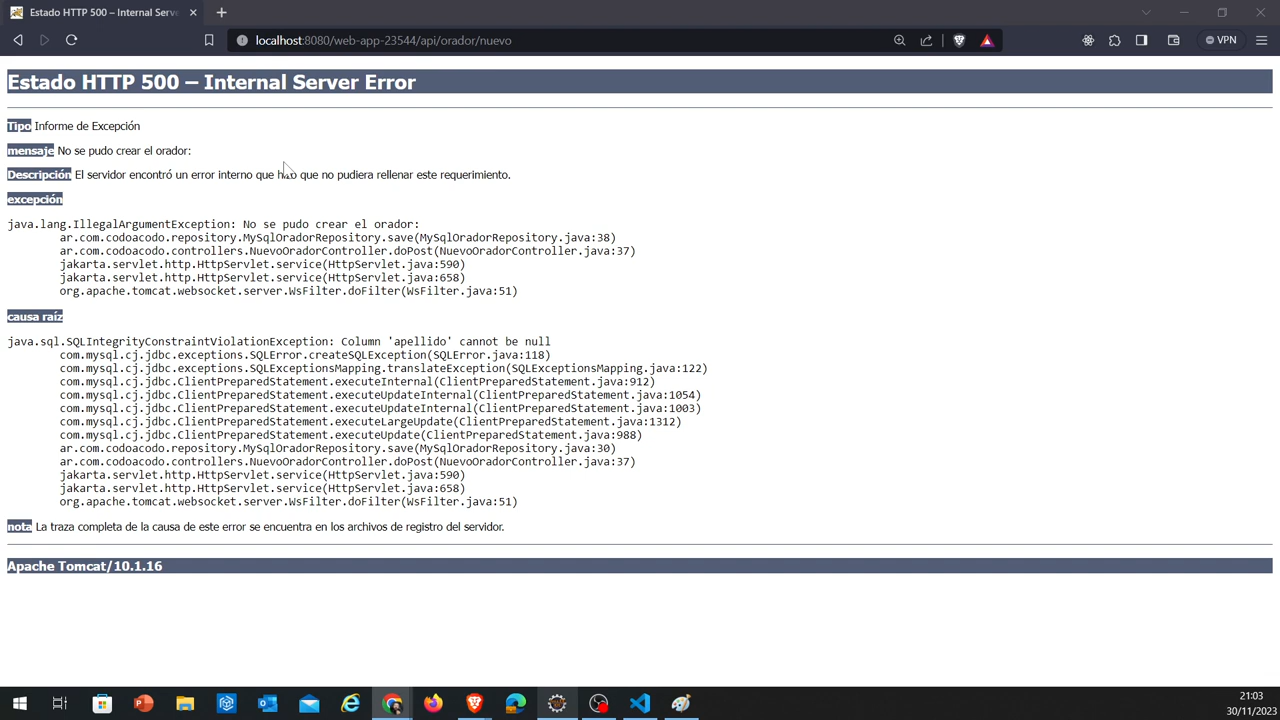 Estado HTTP 500 – Internal Serve
localhost:8080/web-app-23544/api/orador/nuevo
VPN
Estado HTTP 500 – Internal Server Error
Tipo Informe de Excepción
mensaje No se pudo crear el orador:
Descripción El servidor encontró un error interno que hizo que no pudiera rellenar este requerimiento.
excepción
java.lang.IllegalArgumentException: No se pudo crear el orador:
ar.com.codoacodo.repository.MySqlOradorRepository.save(MySqlOradorRepository.java:38)
ar.com.codoacodo.controllers.NuevoOradorController.doPost(NuevoOradorController.java:37)
jakarta.servlet.http.HttpServlet.service(HttpServlet.java:590)
jakarta.servlet.http.HttpServlet.service(HttpServlet.java:658)
org.apache.tomcat.websocket.server.WsFilter.doFilter(WsFilter.java:51)
causa raíz
java.sql.SQLIntegrityConstraintViolationException: Column 'apellido' cannot be null
com.mysql.cj.jdbc.exceptions.SQLError.createSQLException(SQLError.java:118)
com.mysql.cj.jdbc.exceptions.SQLExceptionsMapping.translateException(SQLExceptionsMapping.java:122)
com.mysql.cj.jdbc.ClientPreparedStatement.executeInternal(ClientPreparedStatement.java:912)
com.mysql.cj.jdbc.ClientPreparedStatement.executeUpdateInternal(ClientPreparedStatement.java:1054)
com.mysql.cj.jdbc.ClientPreparedStatement.executeUpdateInternal(ClientPreparedStatement.java:1003)
com.mysql.cj.jdbc.ClientPreparedStatement.executeLargeUpdate(ClientPreparedStatement.java:1312)
com.mysql.cj.jdbc.ClientPreparedStatement.executeUpdate(ClientPreparedStatement.java:988)
ar.com.codoacodo.repository.MySqlOradorRepository.save(MySqlOradorRepository.java:30)
ar.com.codoacodo.controllers.NuevoOradorController.doPost(NuevoOradorController.java:37)
jakarta.servlet.http.HttpServlet.service(HttpServlet.java:590)
jakarta.servlet.http.HttpServlet.service(HttpServlet.java:658)
org.apache.tomcat.websocket.server.WsFilter.doFilter(WsFilter.java:51)
nota La traza completa de la causa de este error se encuentra en los archivos de registro del servidor.
Apache Tomcat/10.1.16
21:03
30/11/2023